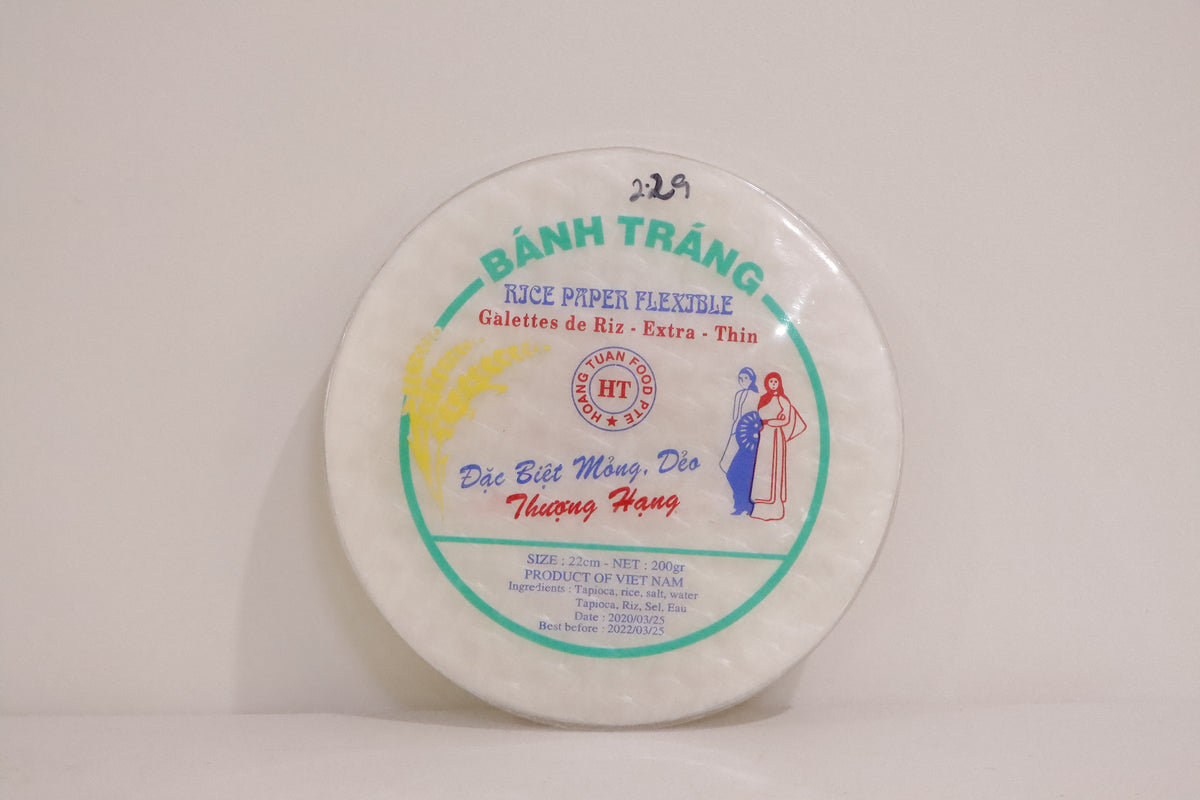 2.29
BÁNH TRÁNG
RICE PAPER FLEXIBLE
Galettes de Riz - Extra - Thin
HOANG TUAN FOOD PTE ★
HT
Đặc Biệt Mỏng, Dẻo
Thượng Hạng
SIZE : 22cm - NET : 200gr
PRODUCT OF VIET NAM
Ingredients : Tapioca, rice, salt, water
Tapioca, Riz, Sel, Eau
Date : 2020/03/25
Best before : 2022/03/25